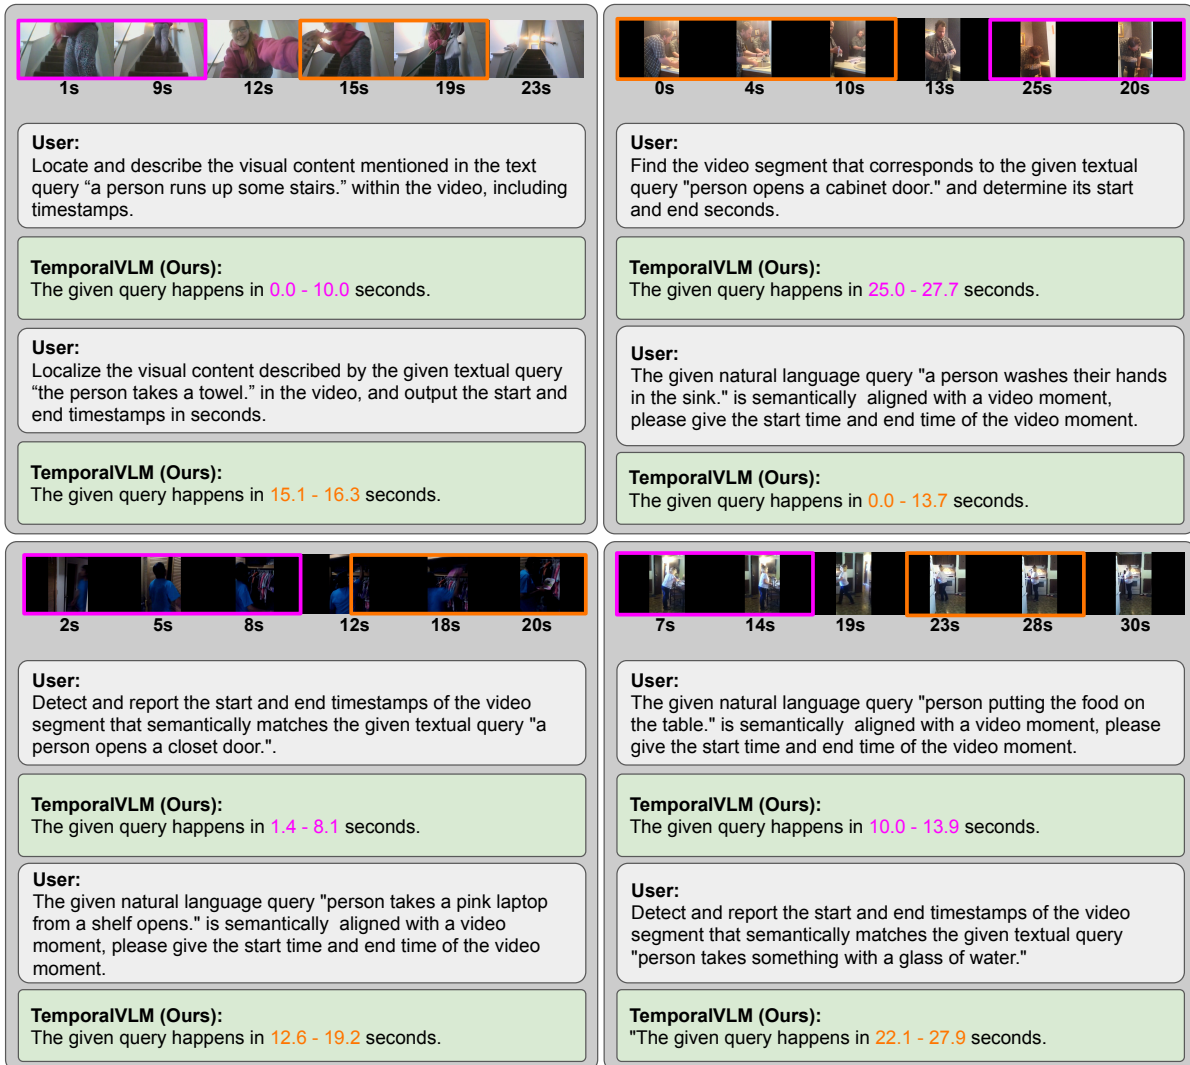 1s 9s 12s 15s 19s 23s
User:
Locate and describe the visual content mentioned in the text
query “a person runs up some stairs.” within the video, including
timestamps.
TemporalVLM (Ours):
The given query happens in 0.0 - 10.0 seconds.
User:
Localize the visual content described by the given textual query
“the person takes a towel.” in the video, and output the start and
end timestamps in seconds.
TemporalVLM (Ours):
The given query happens in 15.1 - 16.3 seconds.
0s 4s 10s 13s 25s 20s
User:
Find the video segment that corresponds to the given textual
query "person opens a cabinet door." and determine its start
and end seconds.
TemporalVLM (Ours):
The given query happens in 25.0 - 27.7 seconds.
User:
The given natural language query "a person washes their hands
in the sink." is semantically  aligned with a video moment,
please give the start time and end time of the video moment.
TemporalVLM (Ours):
The given query happens in 0.0 - 13.7 seconds.
2s 5s 8s 12s 18s 20s
User:
Detect and report the start and end timestamps of the video
segment that semantically matches the given textual query "a
person opens a closet door.".
TemporalVLM (Ours):
The given query happens in 1.4 - 8.1 seconds.
User:
The given natural language query "person takes a pink laptop
from a shelf opens." is semantically  aligned with a video
moment, please give the start time and end time of the video
moment.
TemporalVLM (Ours):
The given query happens in 12.6 - 19.2 seconds.
7s 14s 19s 23s 28s 30s
User:
The given natural language query "person putting the food on
the table." is semantically  aligned with a video moment, please
give the start time and end time of the video moment.
TemporalVLM (Ours):
The given query happens in 10.0 - 13.9 seconds.
User:
Detect and report the start and end timestamps of the video
segment that semantically matches the given textual query
"person takes something with a glass of water."
TemporalVLM (Ours):
"The given query happens in 22.1 - 27.9 seconds.